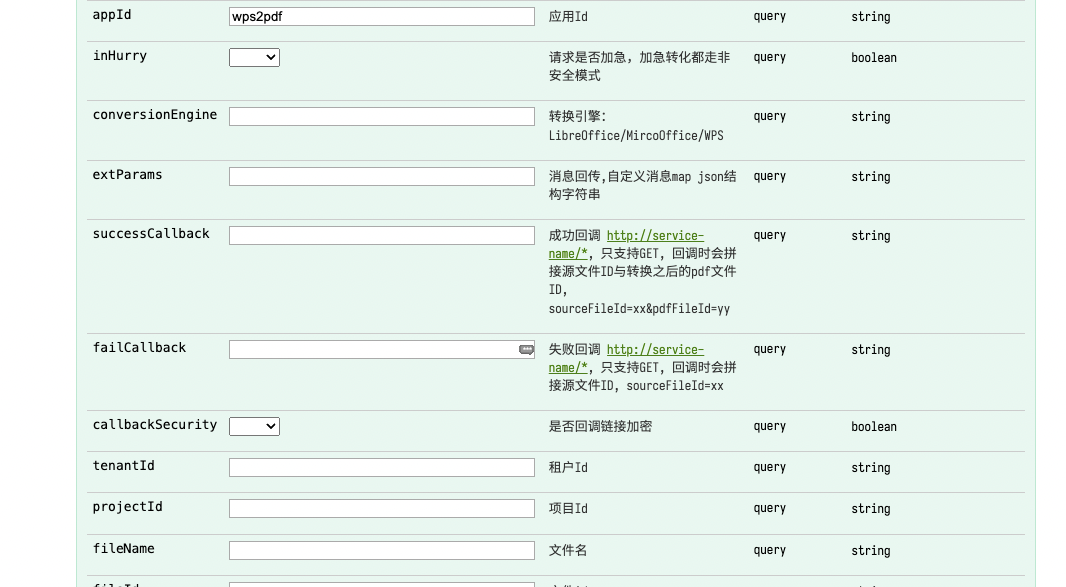 appId wps2pdf 应用Id query string
inHurry 请求是否加急，加急转化都走非 query boolean
安全模式
conversionEngine 转换引擎： query string
LibreOffice/MircoOffice/WPS
extParams 消息回传,自定义消息map json结 query string
构字符串
successCallback 成功回调 http://service- query string
name/*，只支持GET，回调时会拼
接源文件ID与转换之后的pdf文件
ID，
sourceFileId=xx&pdfFileId=yy
failCallback 失败回调 http://service- query string
name/*，只支持GET，回调时会拼
接源文件ID，sourceFileId=xx
callbackSecurity 是否回调链接加密 query boolean
tenantId 租户Id query string
projectId 项目Id query string
fileName 文件名 query string